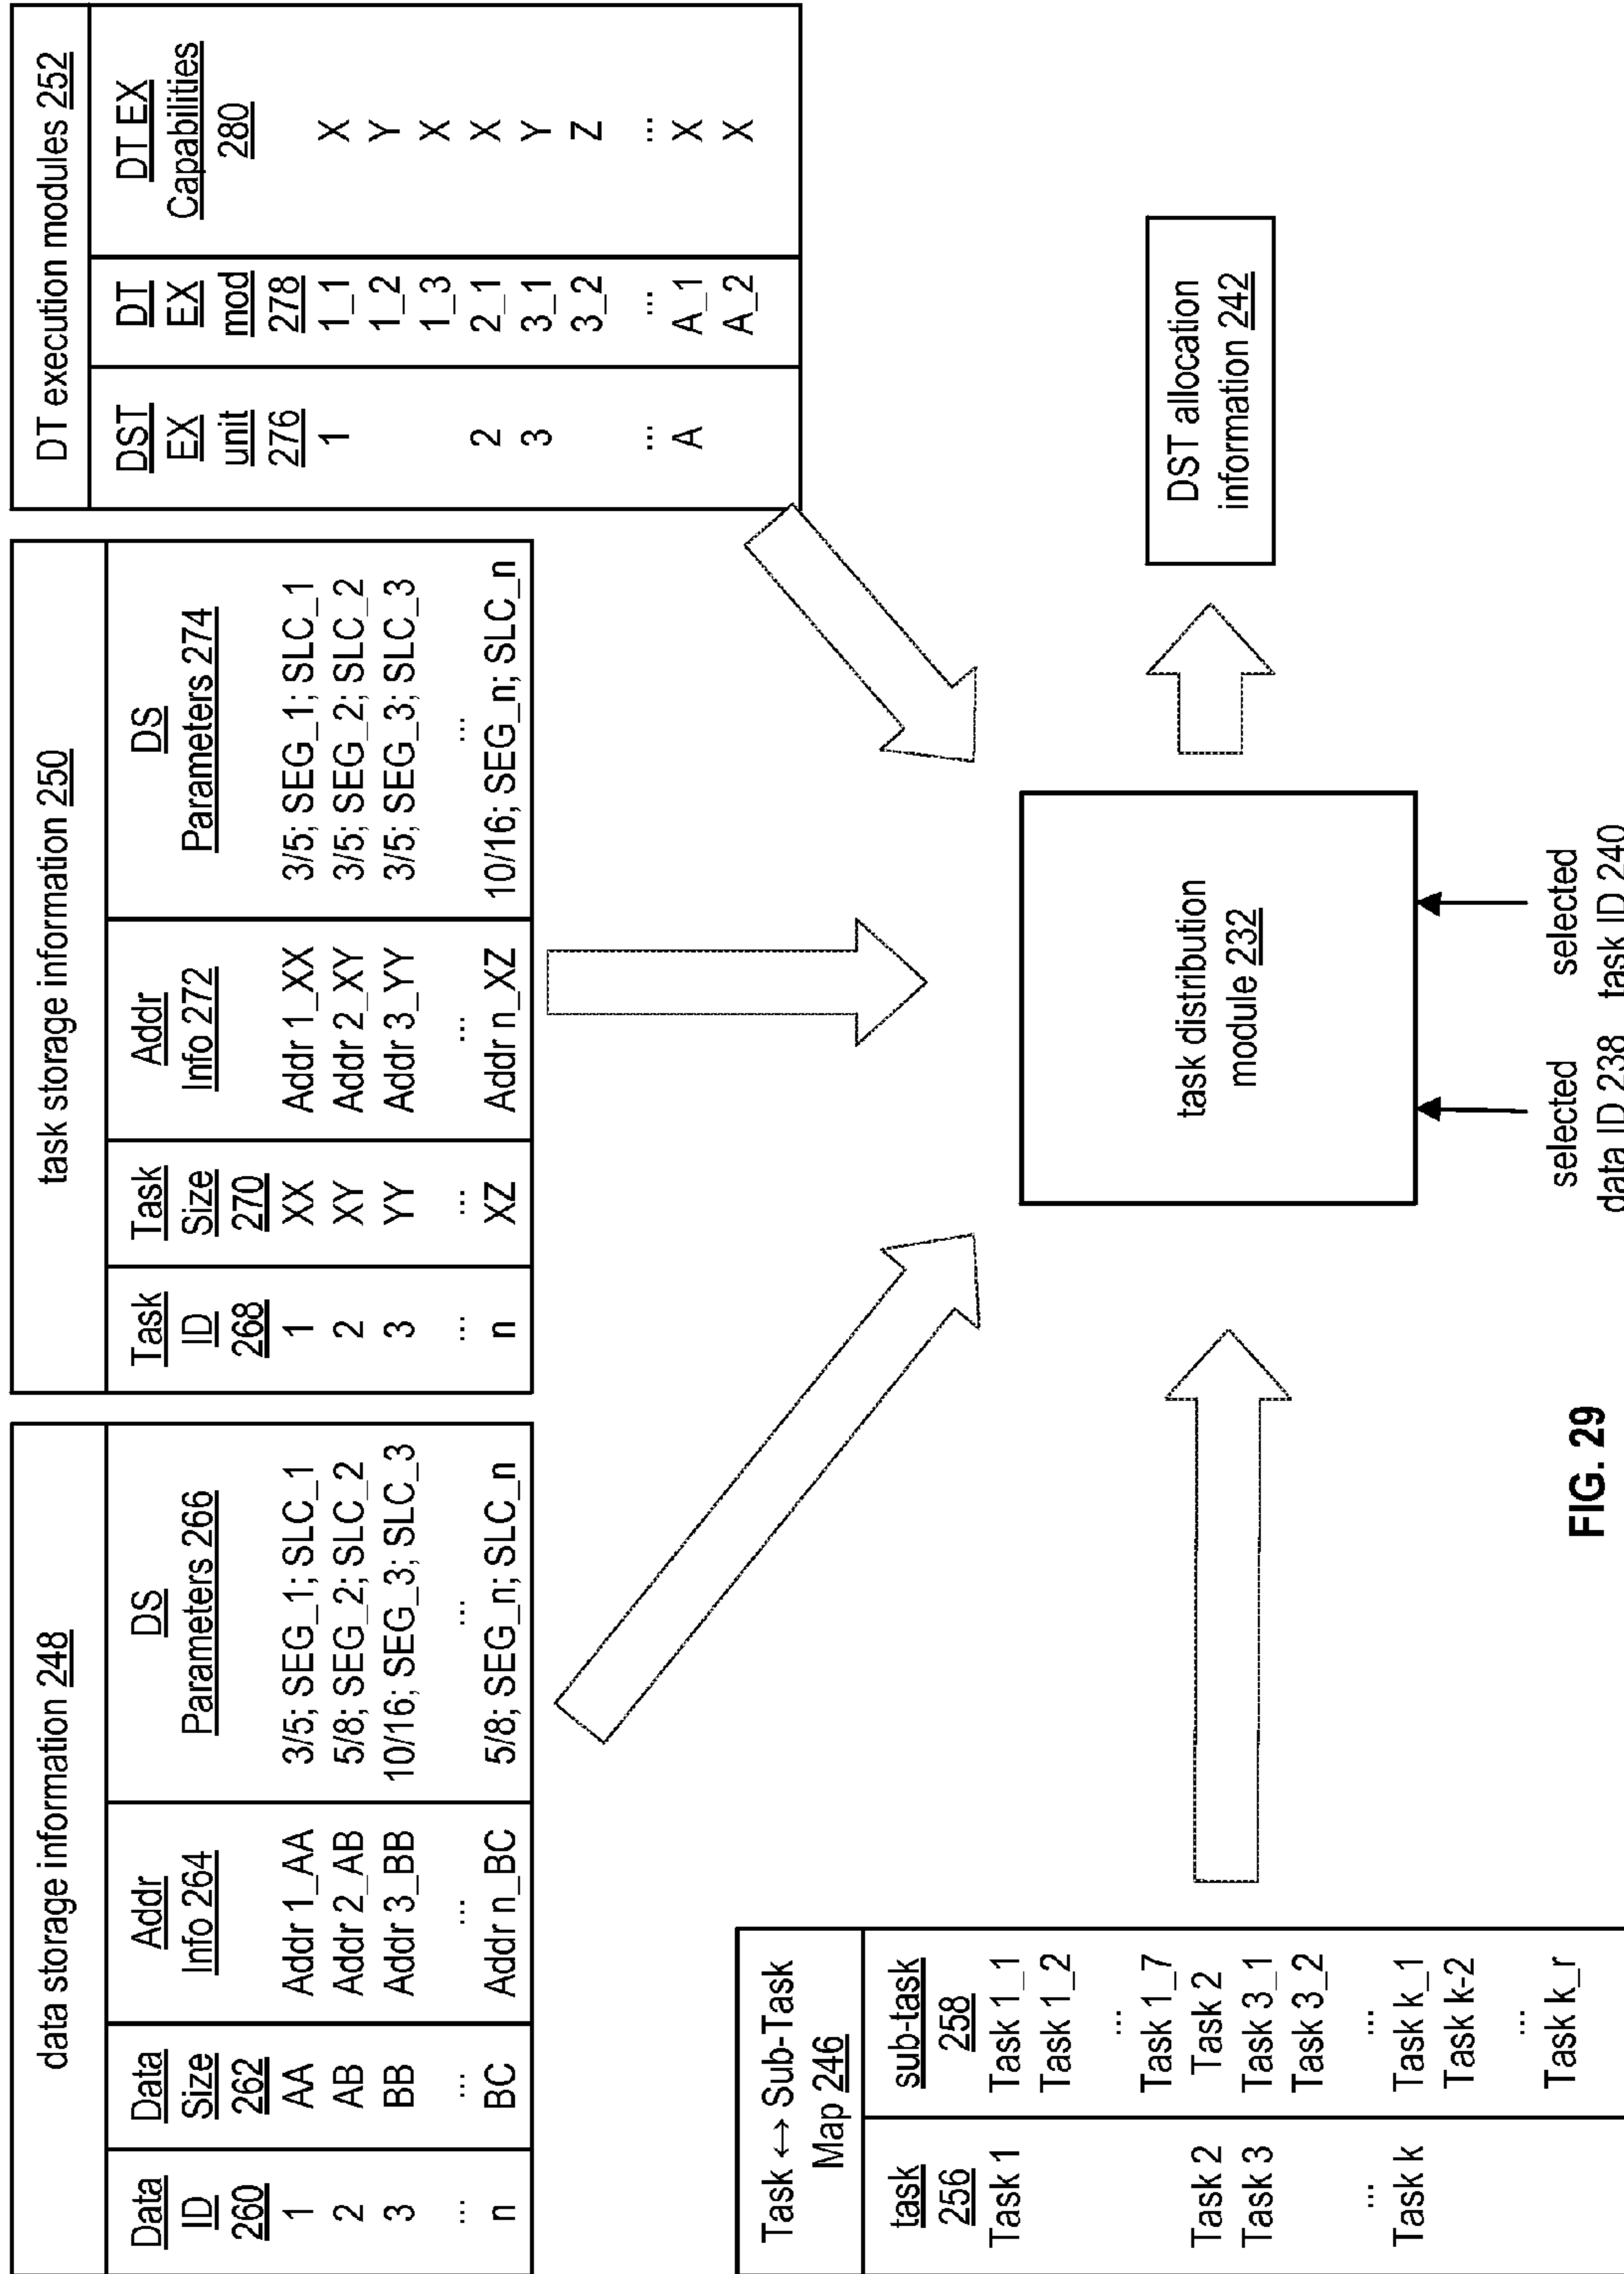 data storage information 248
Data ID 260 Data Size 262 Addr Info 264 DS Parameters 266
1 AA Addr 1_AA 3/5; SEG_1; SLC_1
2 AB Addr 2_AB 5/8; SEG_2; SLC_2
3 BB Addr 3_BB 10/16; SEG_3; SLC_3
... ... ... ...
n BC Addr n_BC 5/8; SEG_n; SLC_n
task storage information 250
Task ID 268 Task Size 270 Addr Info 272 DS Parameters 274
1 XX Addr 1_XX 3/5; SEG_1; SLC_1
2 XY Addr 2_XY 3/5; SEG_2; SLC_2
3 YY Addr 3_YY 3/5; SEG_3; SLC_3
... ... ... ...
n XZ Addr n_XZ 10/16; SEG_n; SLC_n
DT execution modules 252
DST EX unit 276 DT EX mod 278 DT EX Capabilities 280
1 1_1 X
1_2 Y
1_3 X
2 2_1 X
3 3_1 Y
3_2 Z
... ... ...
A A_1 X
A_2 X
Task ↔ Sub-Task
Map 246
task 256 sub-task 258
Task 1 Task 1_1
Task 1_2
...
Task 1_7
Task 2 Task 2
Task 3 Task 3_1
Task 3_2
... ...
Task k Task k_1
Task k-2
...
Task k_r
task distribution
module 232
DST allocation
information 242
selected
data ID 238
selected
task ID 240
FIG. 29